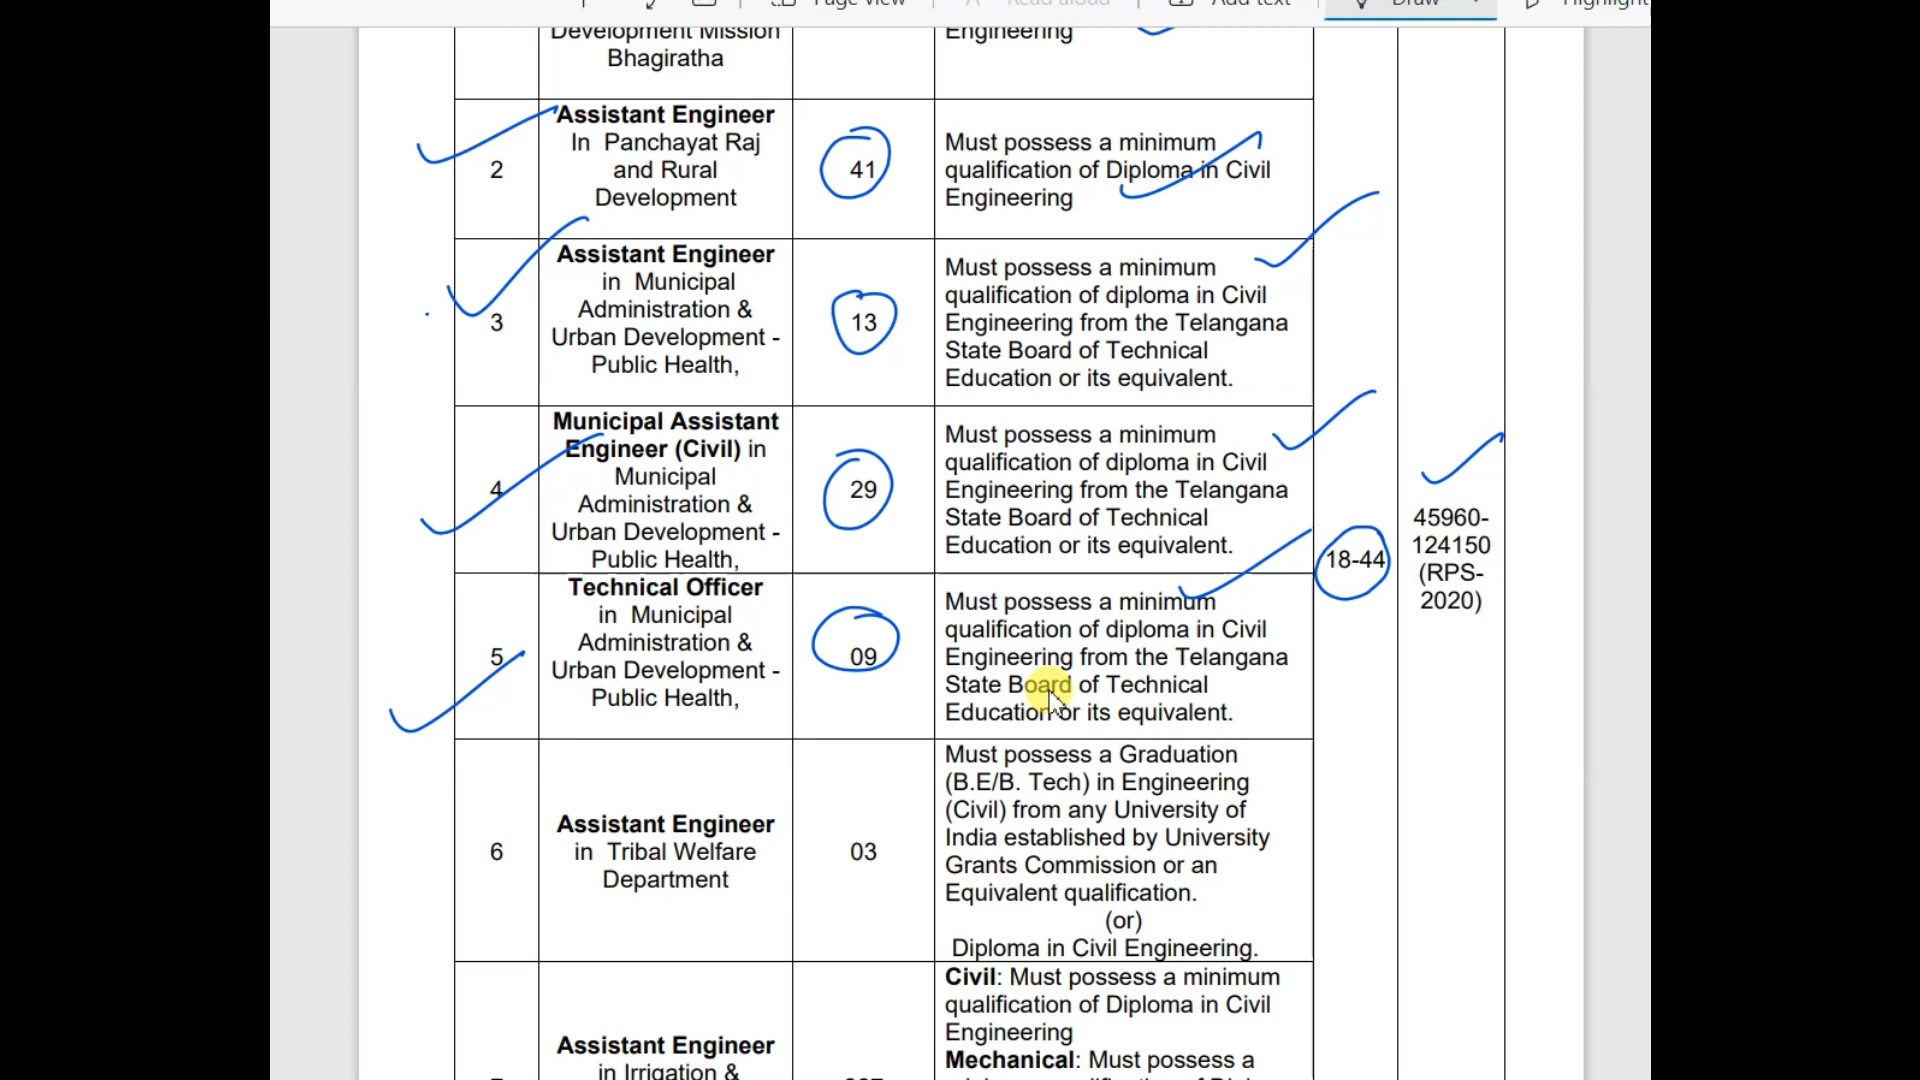 Page view
Read aloud
Add text
Draw
Highlight
Development Mission
Bhagiratha
Engineering
2
Assistant Engineer
In Panchayat Raj
and Rural
Development
41
Must possess a minimum
qualification of Diploma in Civil
Engineering
3
Assistant Engineer
in Municipal
Administration &
Urban Development -
Public Health,
13
Must possess a minimum
qualification of diploma in Civil
Engineering from the Telangana
State Board of Technical
Education or its equivalent.
4
Municipal Assistant
Engineer (Civil) in
Municipal
Administration &
Urban Development -
Public Health,
29
Must possess a minimum
qualification of diploma in Civil
Engineering from the Telangana
State Board of Technical
Education or its equivalent.
18-44
45960-
124150
(RPS-
2020)
5
Technical Officer
in Municipal
Administration &
Urban Development -
Public Health,
09
Must possess a minimum
qualification of diploma in Civil
Engineering from the Telangana
State Board of Technical
Education or its equivalent.
6
Assistant Engineer
in Tribal Welfare
Department
03
Must possess a Graduation
(B.E/B. Tech) in Engineering
(Civil) from any University of
India established by University
Grants Commission or an
Equivalent qualification.
(or)
Diploma in Civil Engineering.
Assistant Engineer
in Irrigation &
Civil: Must possess a minimum
qualification of Diploma in Civil
Engineering
Mechanical: Must possess a